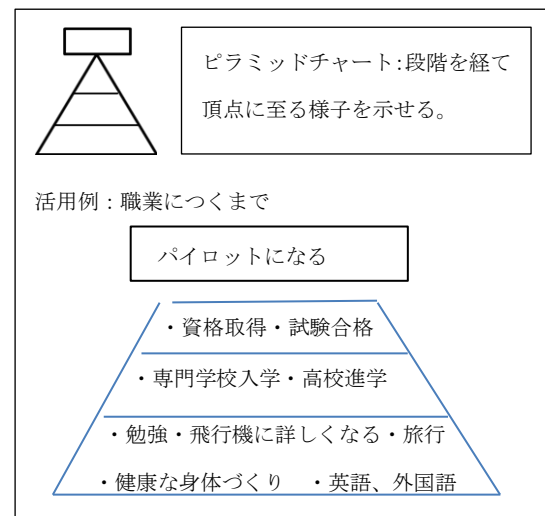 ピラミッドチャート:段階を経て
頂点に至る様子を示せる。
活用例：職業につくまで
パイロットになる
・資格取得・試験合格
・専門学校入学・高校進学
・勉強・飛行機に詳しくなる・旅行
・健康な身体づくり　・英語、外国語